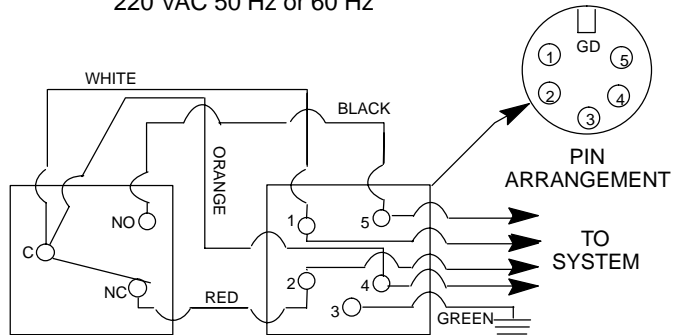 220 VAC 50 Hz or 60 Hz
GD
1
5
2
4
3
PIN
ARRANGEMENT
WHITE
BLACK
ORANGE
NO
C
NC
RED
1
5
2
4
3
GREEN
TO
SYSTEM